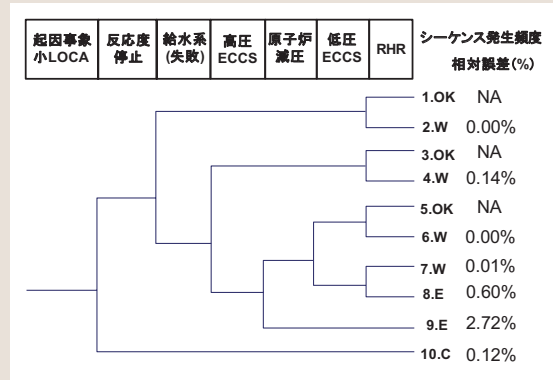 起因事象
小LOCA
反応度
停止
給水系
(失敗)
高圧
ECCS
原子炉
減圧
低圧
ECCS
RHR
シーケンス発生頻度
相対誤差(%)
1.OK NA
2.W 0.00%
3.OK NA
4.W 0.14%
5.OK NA
6.W 0.00%
7.W 0.01%
8.E 0.60%
9.E 2.72%
10.C 0.12%